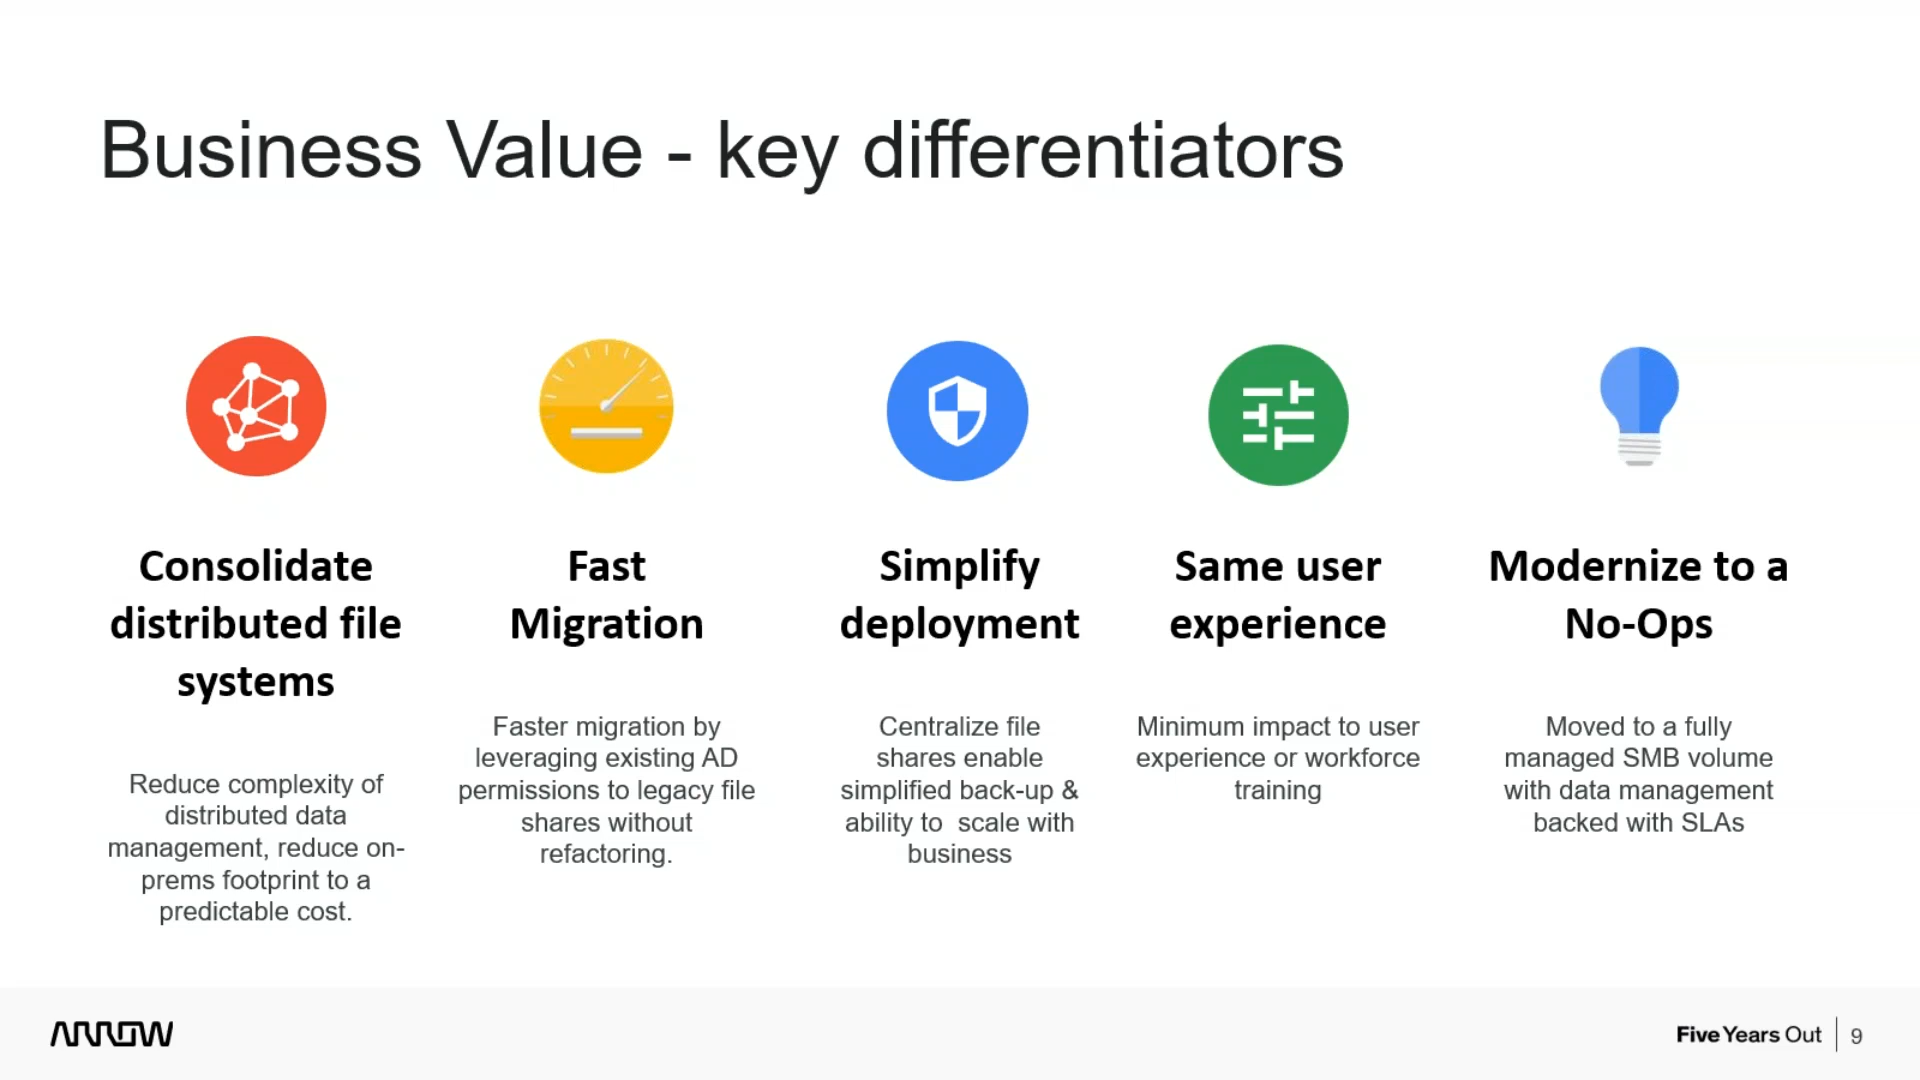 Business Value - key differentiators
Consolidate
distributed file
systems
Reduce complexity of
distributed data
management, reduce on-
prems footprint to a
predictable cost.
Fast
Migration
Faster migration by
leveraging existing AD
permissions to legacy file
shares without
refactoring.
Simplify
deployment
Centralize file
shares enable
simplified back-up &
ability to  scale with
business
Same user
experience
Minimum impact to user
experience or workforce
training
Modernize to a
No-Ops
Moved to a fully
managed SMB volume
with data management
backed with SLAs
ARROW
Five Years Out | 9